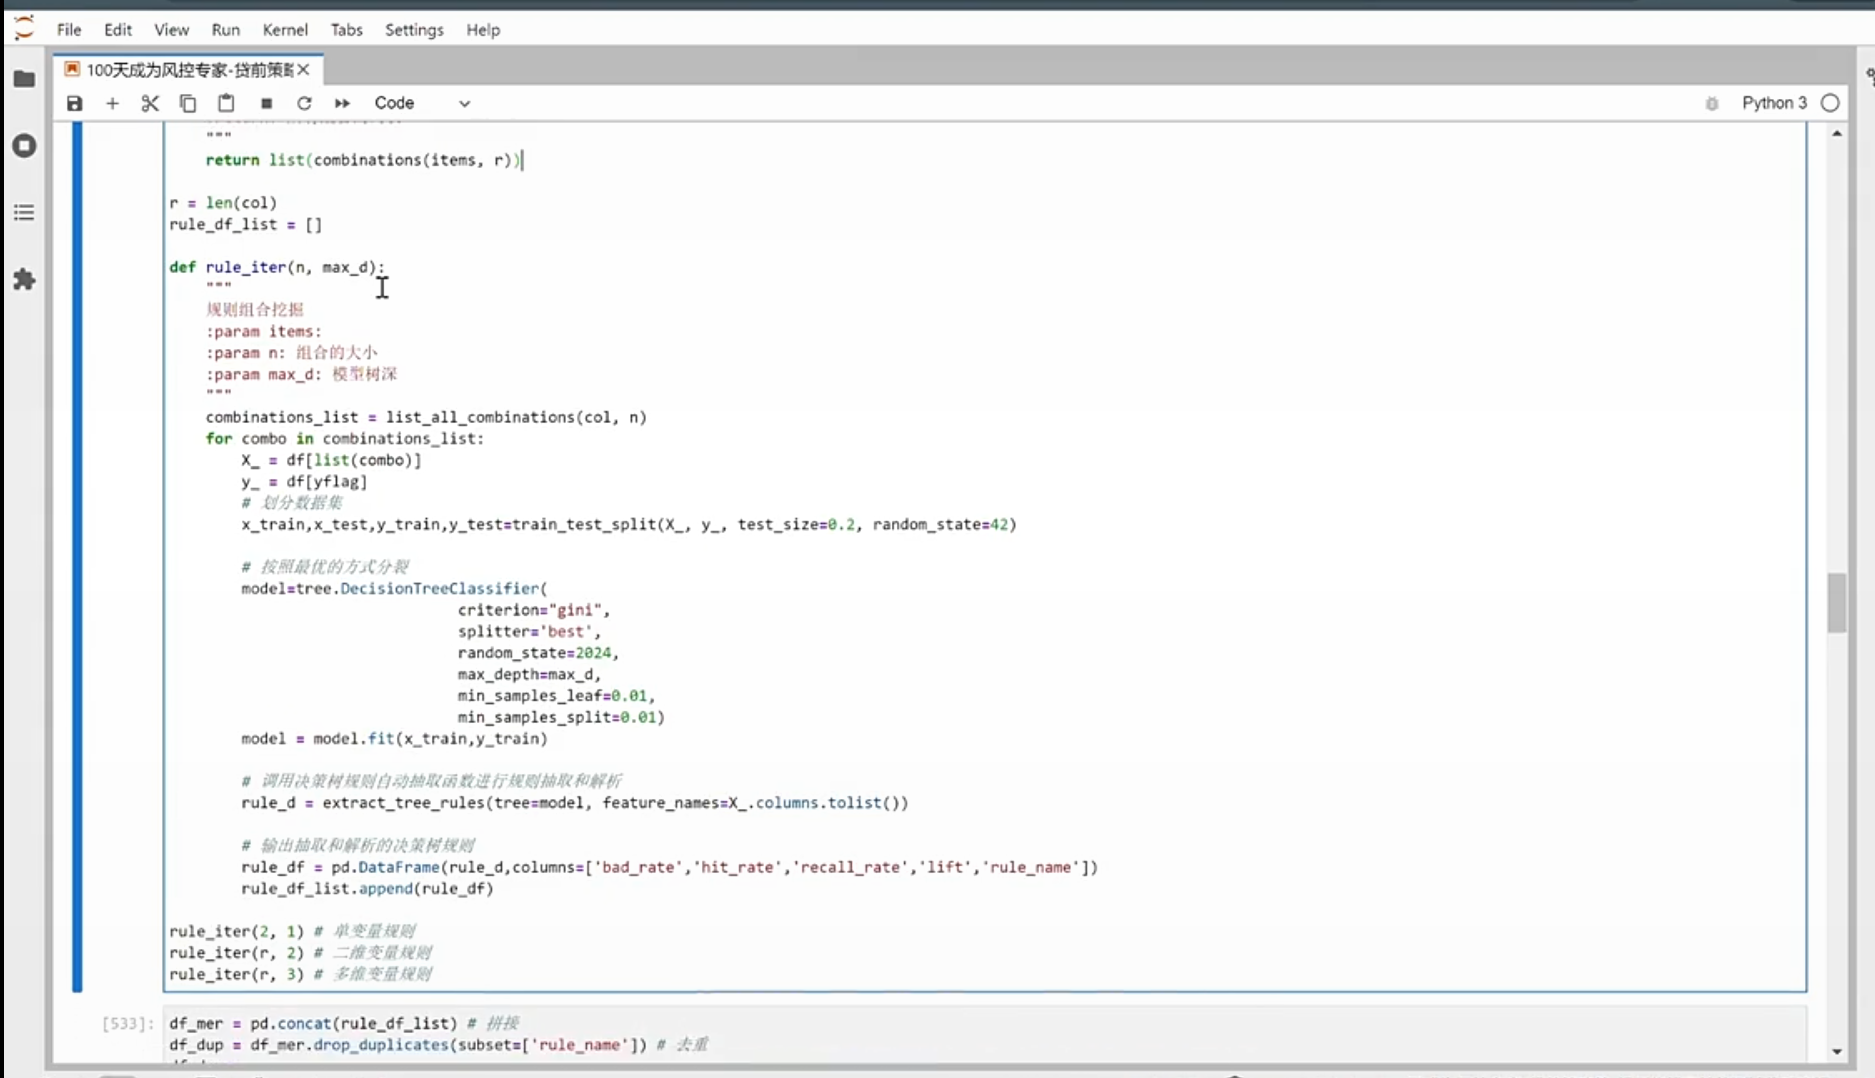 File Edit View Run Kernel Tabs Settings Help
100天成为风控专家-贷前策略
Code
Python 3
"""
return list(combinations(items, r))
r = len(col)
rule_df_list = []
def rule_iter(n, max_d):
"""
规则组合挖掘
:param items:
:param n: 组合的大小
:param max_d: 模型树深
"""
combinations_list = list_all_combinations(col, n)
for combo in combinations_list:
X_ = df[list(combo)]
y_ = df[yflag]
# 划分数据集
x_train,x_test,y_train,y_test=train_test_split(X_, y_, test_size=0.2, random_state=42)
# 按照最优的方式分裂
model=tree.DecisionTreeClassifier(
criterion="gini",
splitter='best',
random_state=2024,
max_depth=max_d,
min_samples_leaf=0.01,
min_samples_split=0.01)
model = model.fit(x_train,y_train)
# 调用决策树规则自动抽取函数进行规则抽取和解析
rule_d = extract_tree_rules(tree=model, feature_names=X_.columns.tolist())
# 输出抽取和解析的决策树规则
rule_df = pd.DataFrame(rule_d,columns=['bad_rate','hit_rate','recall_rate','lift','rule_name'])
rule_df_list.append(rule_df)
rule_iter(2, 1) # 单变量规则
rule_iter(r, 2) # 二维变量规则
rule_iter(r, 3) # 多维变量规则
[533]: df_mer = pd.concat(rule_df_list) # 拼接
df_dup = df_mer.drop_duplicates(subset=['rule_name']) # 去重